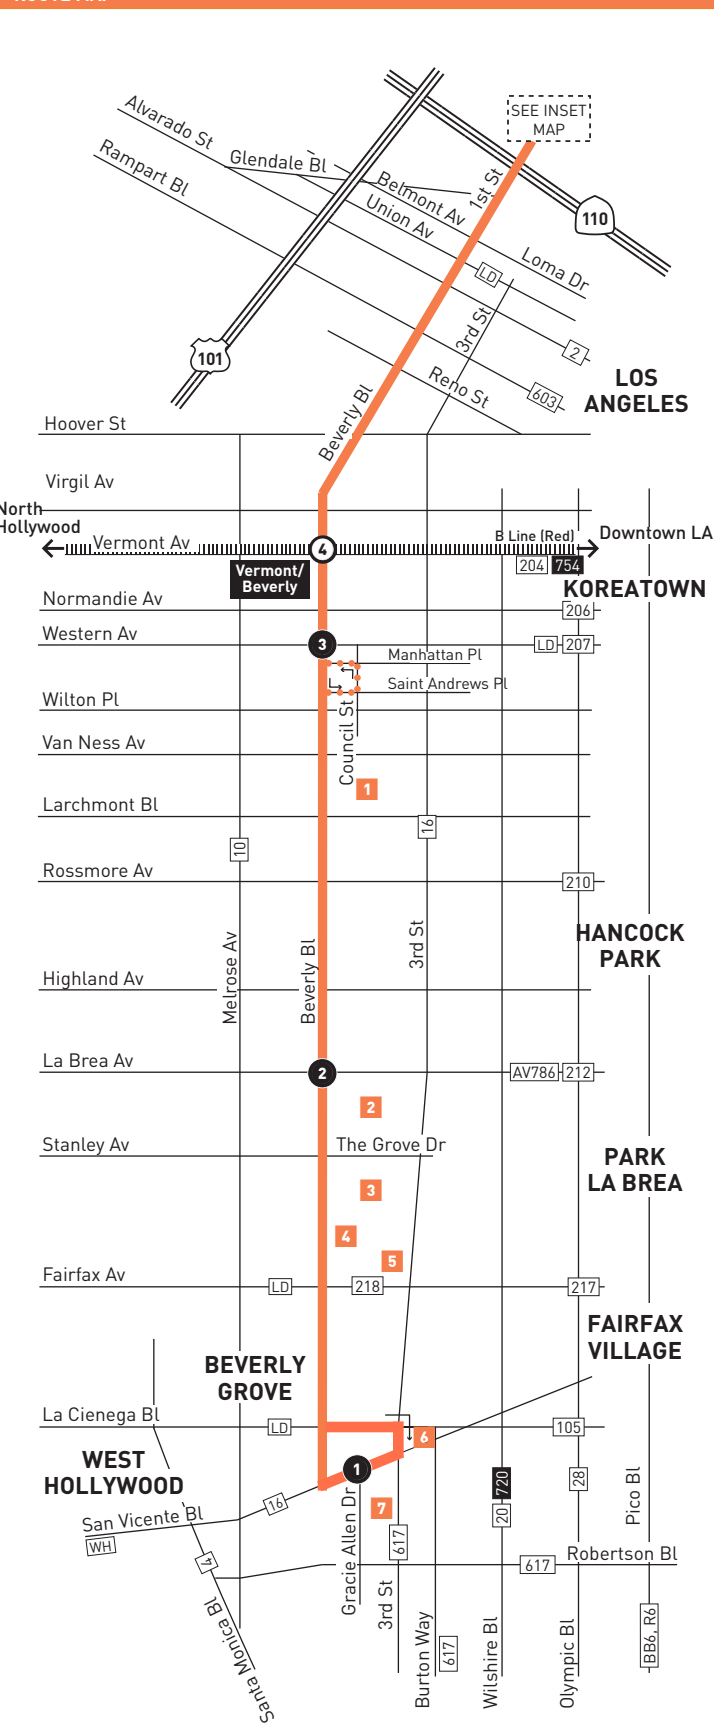 SEE INSET
MAP
Alvarado St
Glendale Bl
Rampart Bl
Belmont Av
1st St
Union Av
110
Loma Dr
LD
3rd St
101
2
Reno St
603
LOS
ANGELES
Beverly Bl
Hoover St
Virgil Av
North
Hollywood
Vermont Av
4
B Line (Red)
Downtown LA
Vermont/
Beverly
204
754
KOREATOWN
Normandie Av
206
Western Av
3
LD
207
Manhattan Pl
Saint Andrews Pl
Wilton Pl
Council St
Van Ness Av
1
Larchmont Bl
16
10
Rossmore Av
210
3rd St
HANCOCK
PARK
Melrose Av
Beverly Bl
Highland Av
La Brea Av
2
AV786
212
2
Stanley Av
The Grove Dr
PARK
LA BREA
3
4
5
Fairfax Av
LD
218
217
FAIRFAX
VILLAGE
BEVERLY
GROVE
La Cienega Bl
LD
6
105
WEST
HOLLYWOOD
1
720
28
Pico Bl
16
7
20
San Vicente Bl
WH
617
4
617
Robertson Bl
Gracie Allen Dr
3rd St
Santa Monica Bl
Burton Way
617
Wilshire Bl
Olympic Bl
BB6, R6